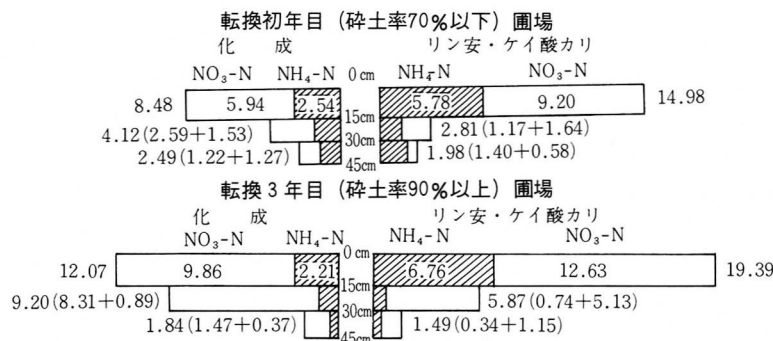 転換初年目(砕土率70%以下)圃場
化 成 リン安・ケイ酸カリ
NO₃-N NH₄-N 0cm NH₄-N NO₃-N
8.48 5.94 2.54 5.78 9.20 14.98
15cm
4.12(2.59+1.53) 2.81(1.17+1.64)
30cm
2.49(1.22+1.27) 1.98(1.40+0.58)
45cm
転換3年目(砕土率90%以上)圃場
化 成 リン安・ケイ酸カリ
NO₃-N NH₄-N NH₄-N NO₃-N
0cm
12.07 9.86 2.21 6.76 12.63 19.39
15cm
9.20(8.31+0.89) 5.87(0.74+5.13)
30cm
1.84(1.47+0.37) 1.49(0.34+1.15)
45cm